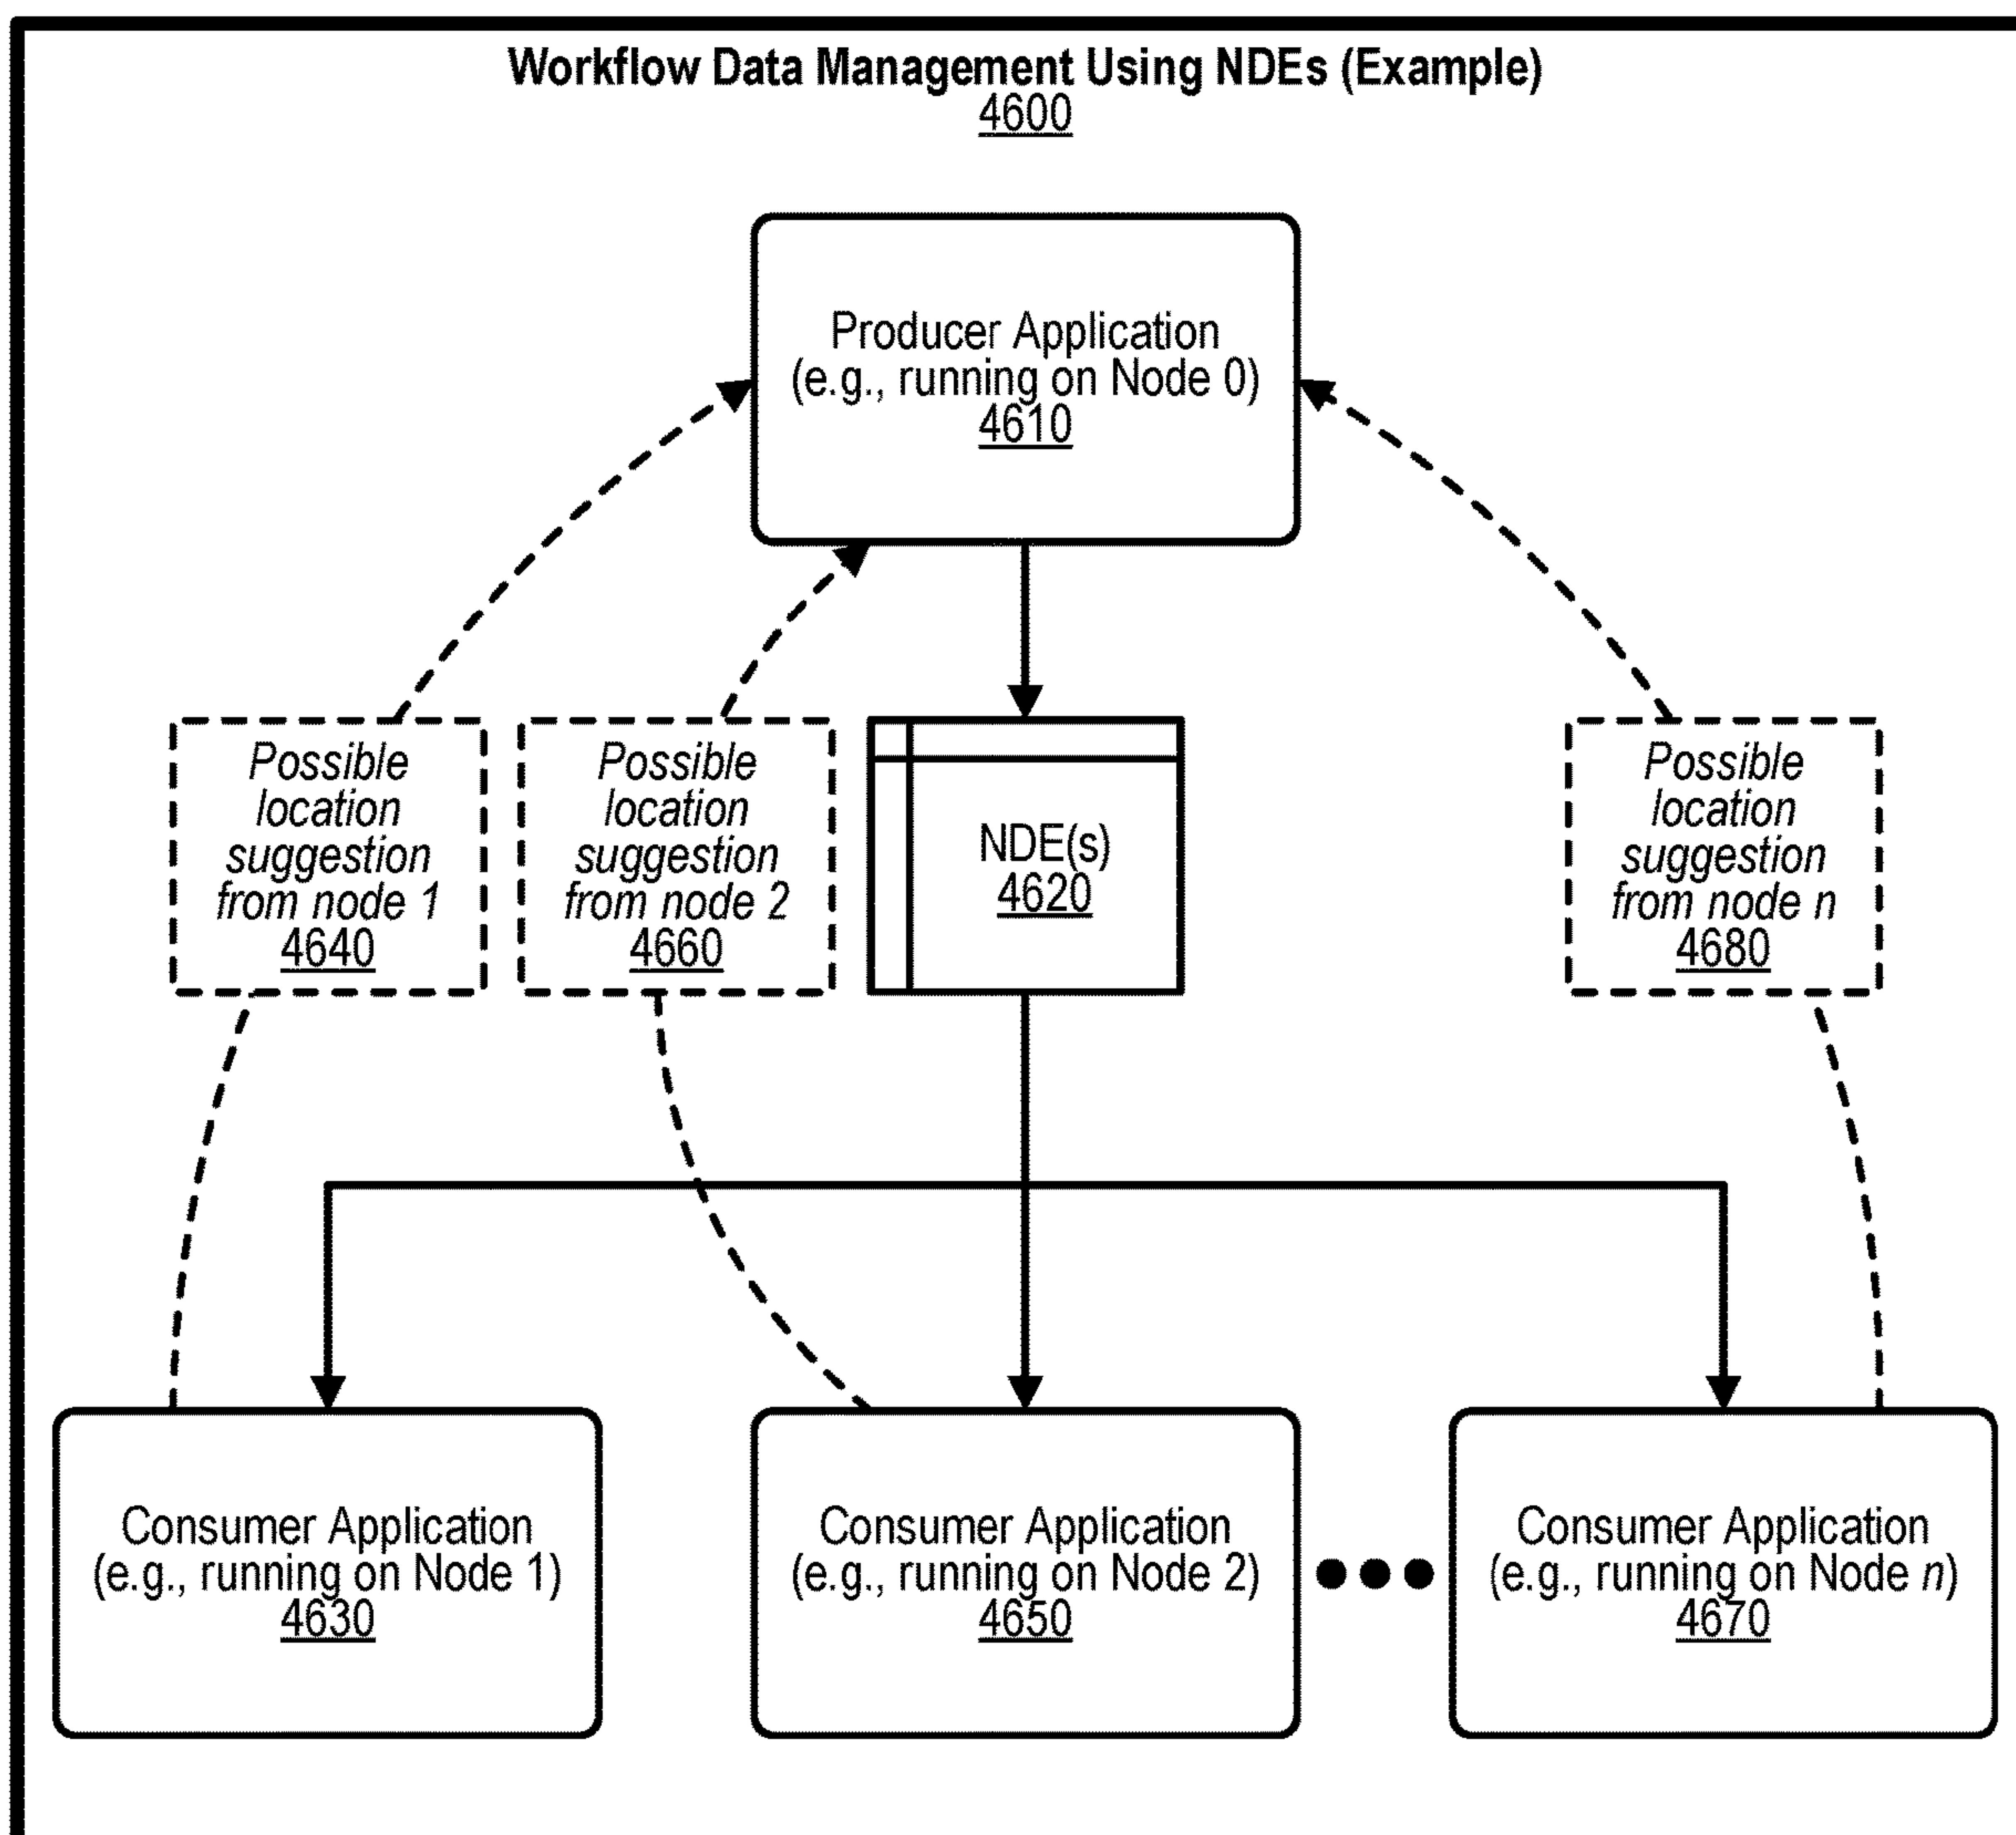 Workflow Data Management Using NDEs (Example)
4600
Producer Application
(e.g., running on Node 0)
4610
Possible
location
suggestion
from node 1
4640
Possible
location
suggestion
from node 2
4660
NDE(s)
4620
Possible
location
suggestion
from node n
4680
Consumer Application
(e.g., running on Node 1)
4630
Consumer Application
(e.g., running on Node 2)
4650
Consumer Application
(e.g., running on Node n)
4670